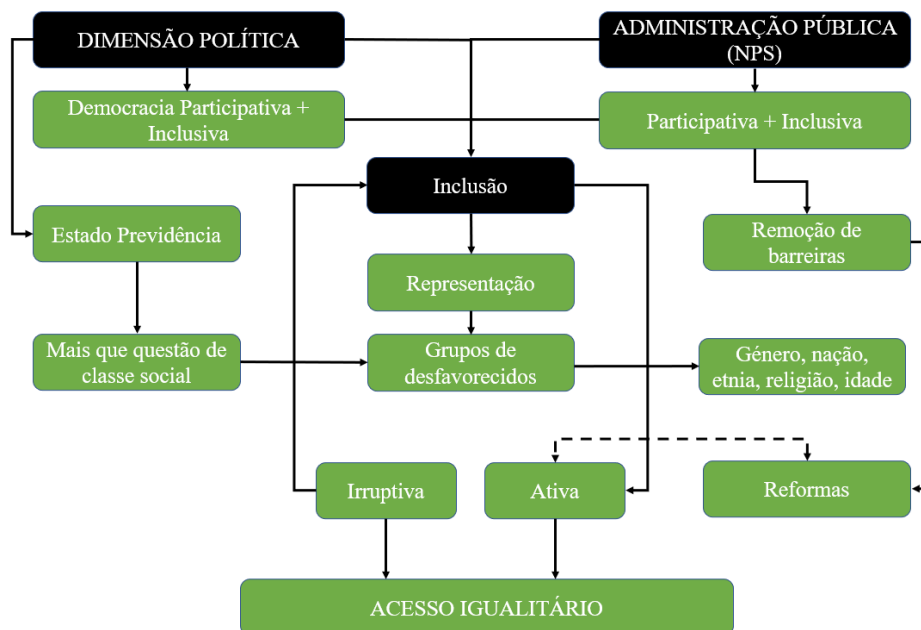 DIMENSÃO POLÍTICA
ADMINISTRAÇÃO PÚBLICA
(NPS)
Democracia Participativa +
Inclusiva
Participativa + Inclusiva
Inclusão
Estado Previdência
Remoção de
barreiras
Representação
Mais que questão de
classe social
Grupos de
desfavorecidos
Género, nação,
etnia, religião, idade
Irruptiva
Ativa
Reformas
ACESSO IGUALITÁRIO